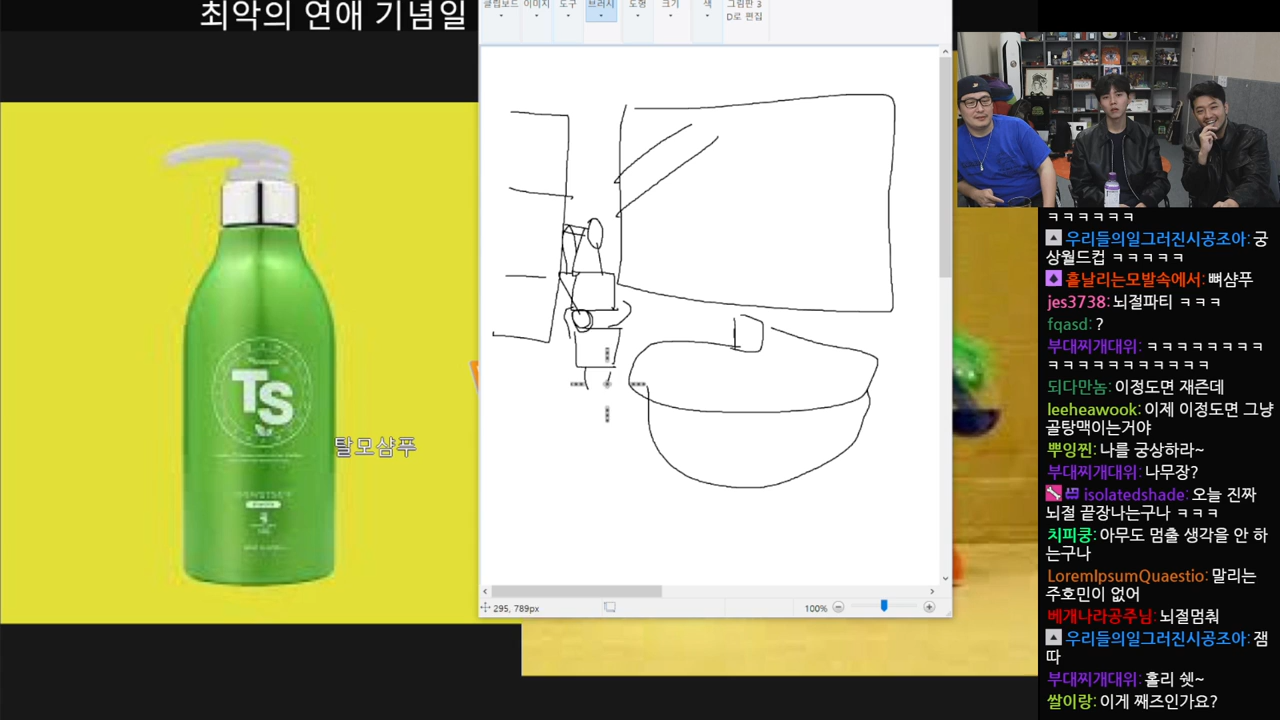 최악의 연애 기념일
클립보드 이미지 도구 브러시 도형 크기 색 그림판 3
D로 편집
TS
탈모샴푸
295, 789px
100%
ㅋㅋㅋㅋㅋㅋ
우리들의일그러진시공조아: 궁
상월드컵 ㅋㅋㅋㅋㅋ
흩날리는모발속에서: 뼈샴푸
jes3738: 뇌절파티 ㅋㅋㅋ
fqasd: ?
부대찌개대위: ㅋㅋㅋㅋㅋㅋㅋㅋ
ㅋㅋㅋㅋㅋㅋㅋㅋㅋㅋㅋ
되다만놈: 이정도면 재즌데
leeheawook: 이제 이정도면 그냥
골탕맥이는거야
뿌잉찐: 나를 궁상하라~
부대찌개대위: 나무장?
isolatedshade: 오늘 진짜
뇌절 끝장나는구나 ㅋㅋㅋ
치피쿵: 아무도 멈출 생각을 안 하
는구나
LoremIpsumQuaestio: 말리는
주호민이 없어
베개나라공주님: 뇌절멈춰
우리들의일그러진시공조아: 잼
따
부대찌개대위: 홀리 쉣~
쌀이랑: 이게 째즈인가요?